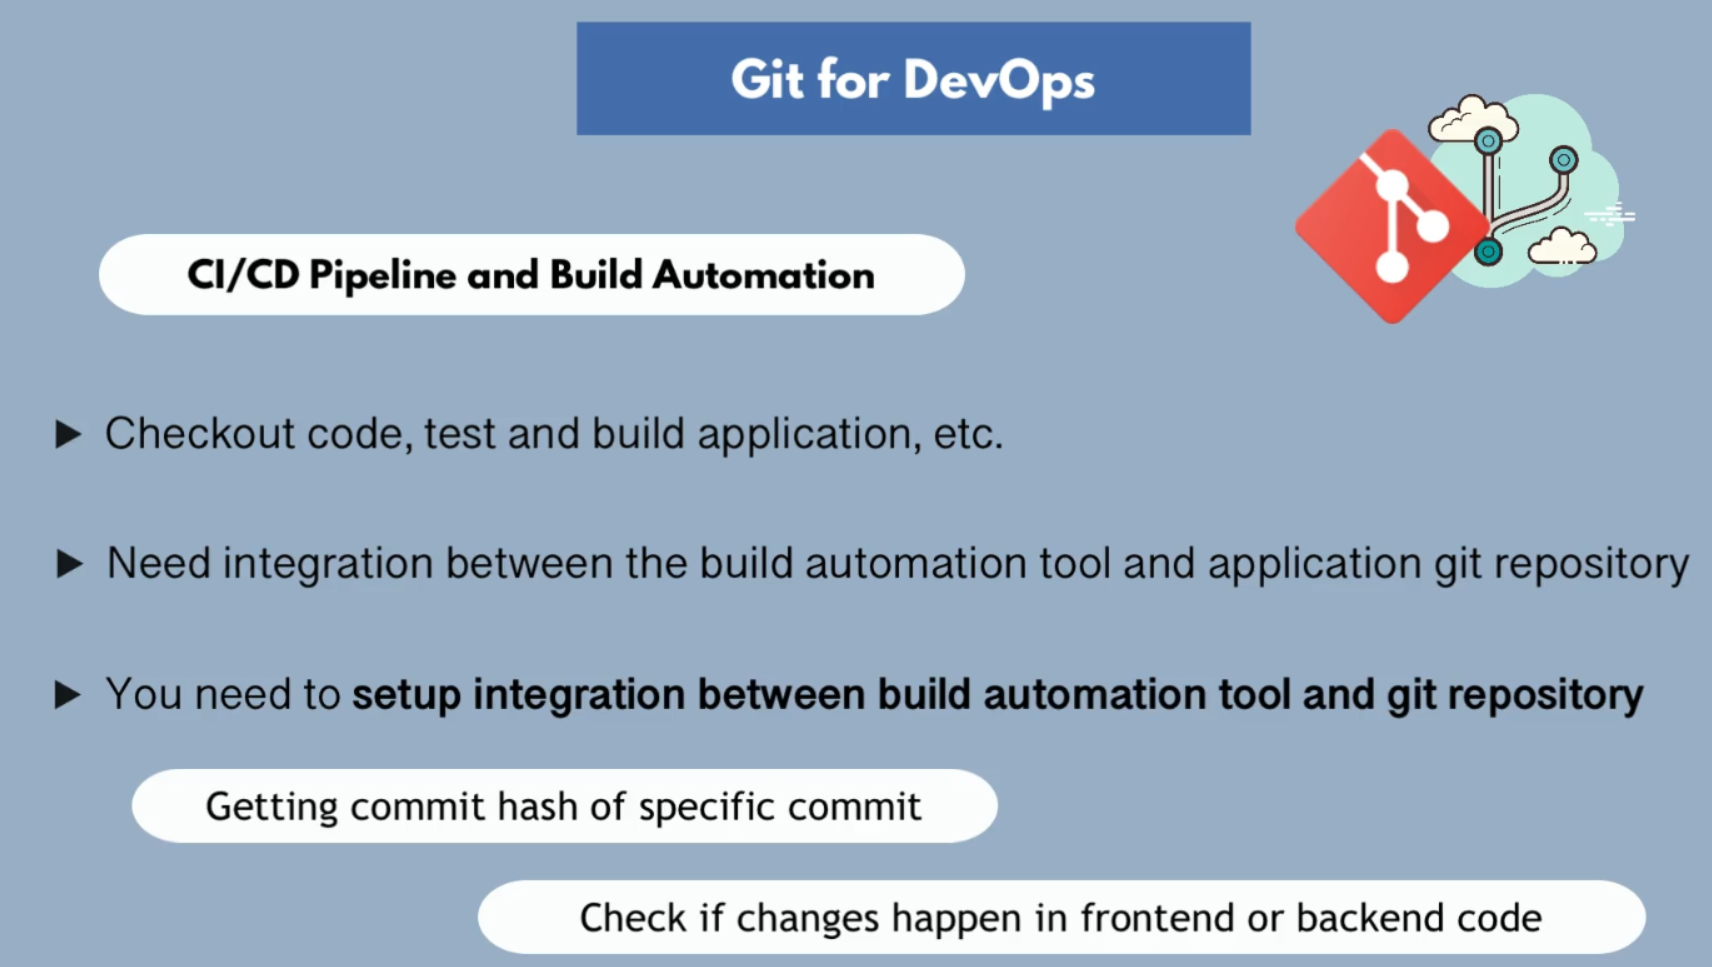 Git for DevOps
CI/CD Pipeline and Build Automation
Checkout code, test and build application, etc.
Need integration between the build automation tool and application git repository
You need to setup integration between build automation tool and git repository
Getting commit hash of specific commit
Check if changes happen in frontend or backend code